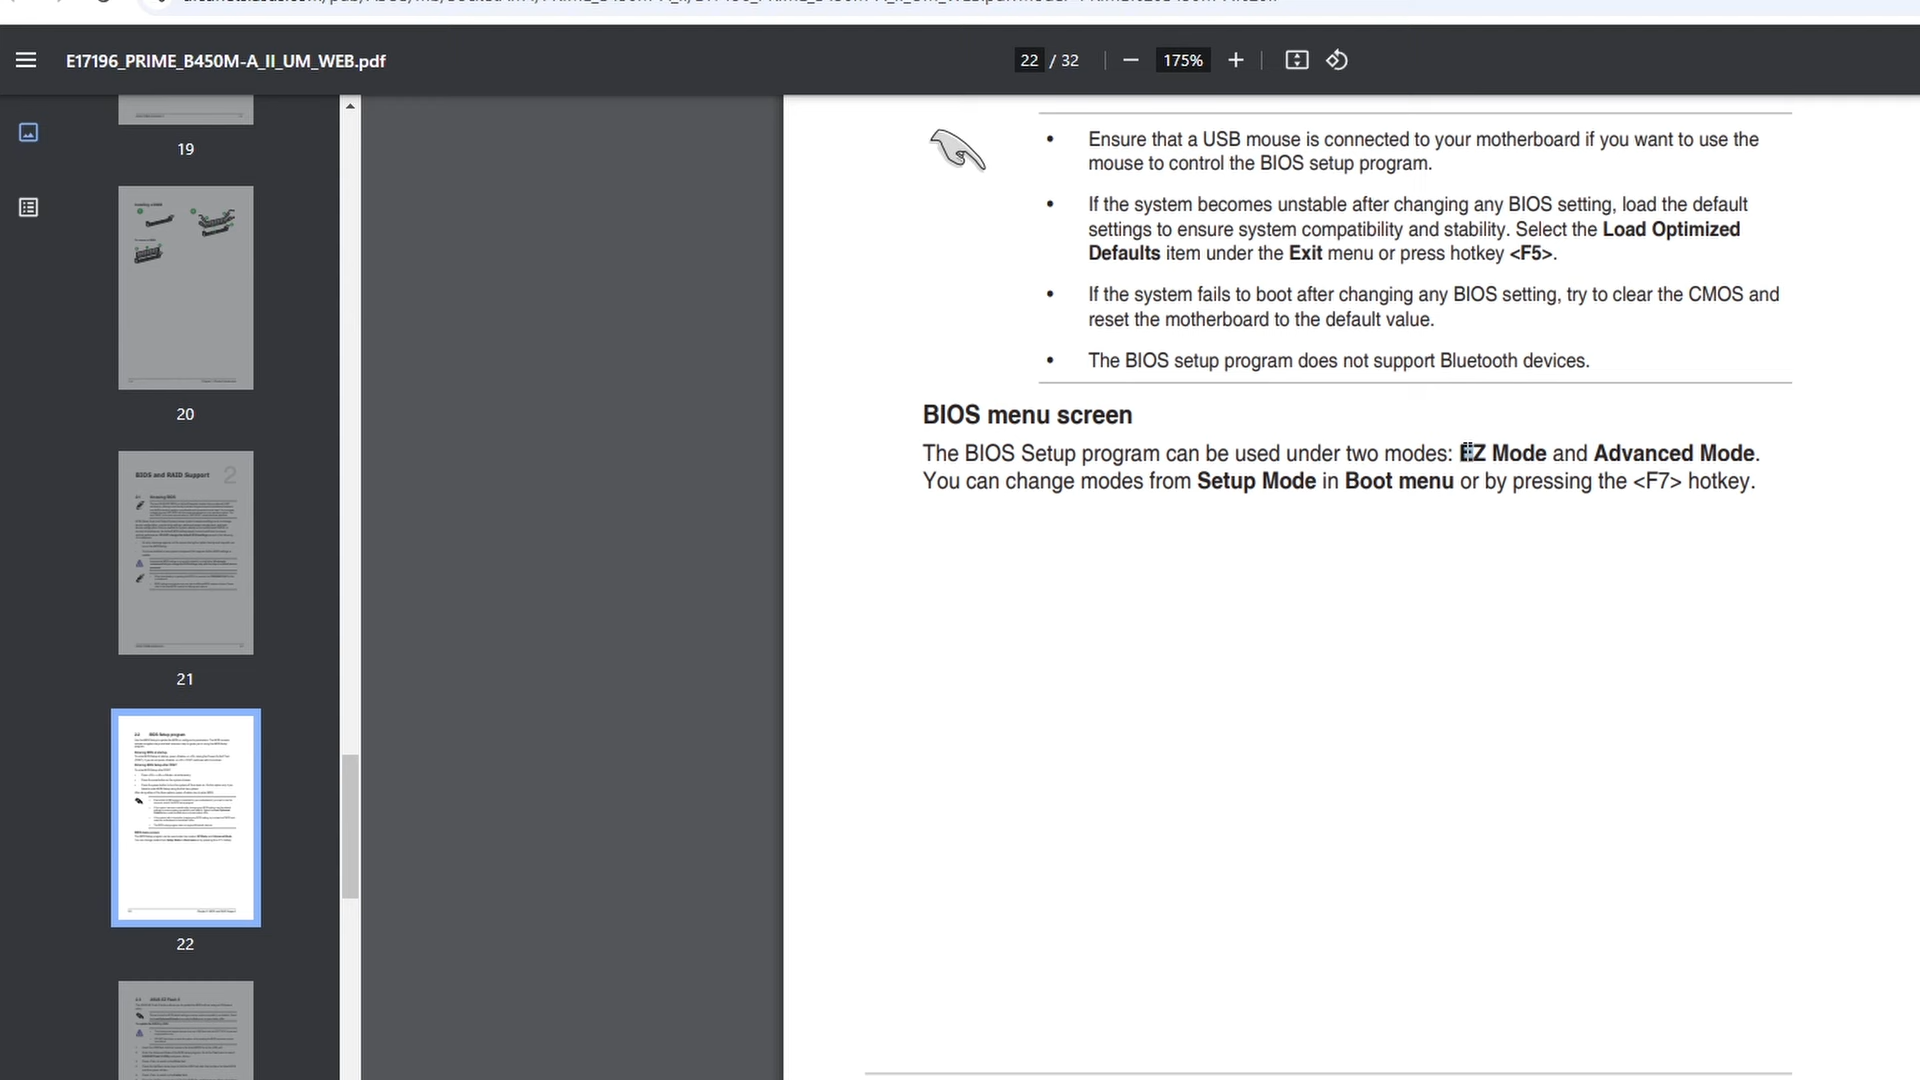 E17196_PRIME_B450M-A_II_UM_WEB.pdf
22 / 32
175%
19
20
BIOS and RAID Support 2
21
22
• Ensure that a USB mouse is connected to your motherboard if you want to use the
mouse to control the BIOS setup program.
• If the system becomes unstable after changing any BIOS setting, load the default
settings to ensure system compatibility and stability. Select the Load Optimized
Defaults item under the Exit menu or press hotkey <F5>.
• If the system fails to boot after changing any BIOS setting, try to clear the CMOS and
reset the motherboard to the default value.
• The BIOS setup program does not support Bluetooth devices.
BIOS menu screen
The BIOS Setup program can be used under two modes: EZ Mode and Advanced Mode.
You can change modes from Setup Mode in Boot menu or by pressing the <F7> hotkey.